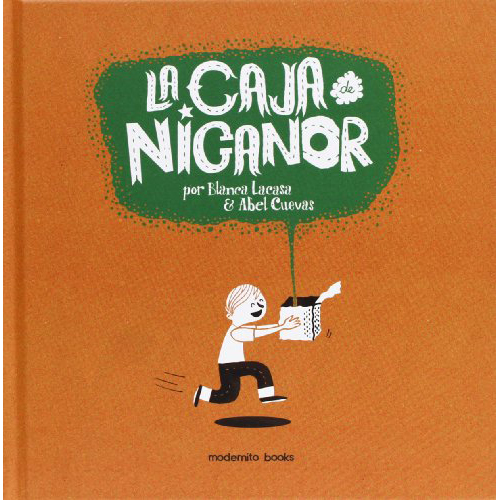 LA CAJA de
NICANOR
por Blanca Lacasa
& Abel Cuevas
modernito books